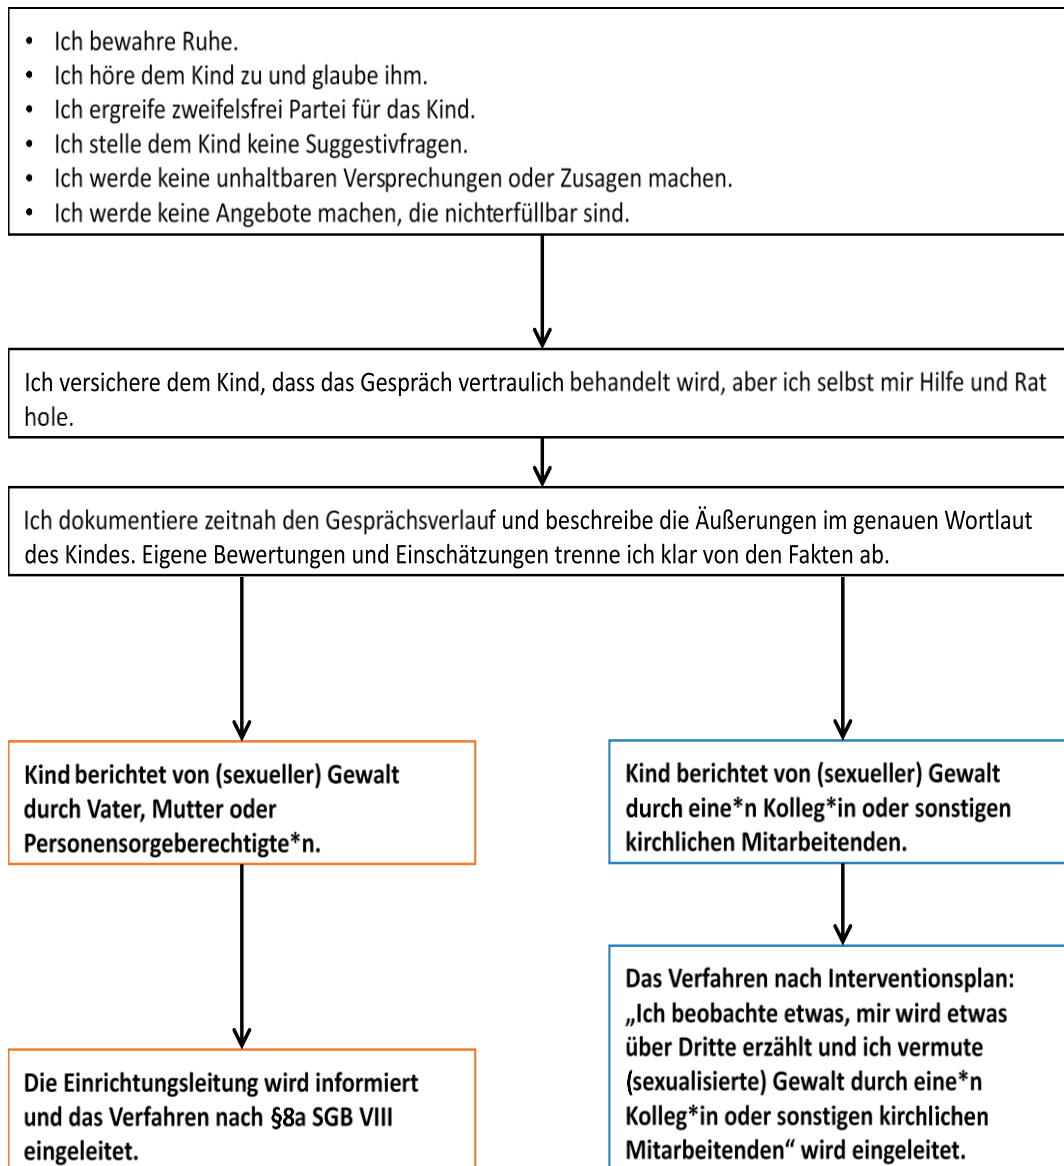 • Ich bewahre Ruhe.
• Ich höre dem Kind zu und glaube ihm.
• Ich ergreife zweifelsfrei Partei für das Kind.
• Ich stelle dem Kind keine Suggestivfragen.
• Ich werde keine unhaltbaren Versprechungen oder Zusagen machen.
• Ich werde keine Angebote machen, die nichterfüllbar sind.
Ich versichere dem Kind, dass das Gespräch vertraulich behandelt wird, aber ich selbst mir Hilfe und Rat
hole.
Ich dokumentiere zeitnah den Gesprächsverlauf und beschreibe die Äußerungen im genauen Wortlaut
des Kindes. Eigene Bewertungen und Einschätzungen trenne ich klar von den Fakten ab.
Kind berichtet von (sexueller) Gewalt
durch Vater, Mutter oder
Personensorgeberechtigte*n.
Die Einrichtungsleitung wird informiert
und das Verfahren nach §8a SGB VIII
eingeleitet.
Kind berichtet von (sexueller) Gewalt
durch eine*n Kolleg*in oder sonstigen
kirchlichen Mitarbeitenden.
Das Verfahren nach Interventionsplan:
„Ich beobachte etwas, mir wird etwas
über Dritte erzählt und ich vermute
(sexualisierte) Gewalt durch eine*n
Kolleg*in oder sonstigen kirchlichen
Mitarbeitenden“ wird eingeleitet.